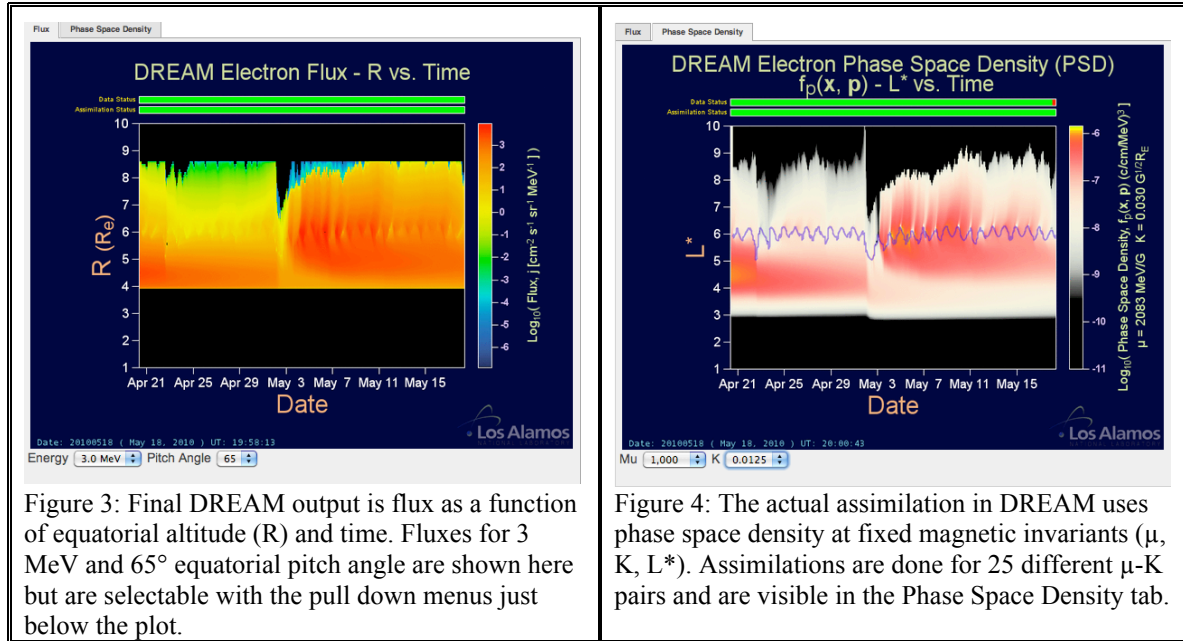 Flux Phase Space Density
DREAM Electron Flux - R vs. Time
Data Status
Assimilation Status
10
9
8
7
6
5
4
3
2
1
R (Re)
Apr 21 Apr 25 Apr 29 May 3 May 7 May 11 May 15
Date
3
2
1
0
-1
-2
-3
-4
-5
-6
Log10( Flux, j [cm² s⁻¹ sr⁻¹ MeV⁻¹ ] )
Los Alamos
NATIONAL LABORATORY
Date: 20100518 ( May 18, 2010 ) UT: 19:58:13
Energy 3.0 MeV Pitch Angle 65
Figure 3: Final DREAM output is flux as a function
of equatorial altitude (R) and time. Fluxes for 3
MeV and 65° equatorial pitch angle are shown here
but are selectable with the pull down menus just
below the plot.
Flux Phase Space Density
DREAM Electron Phase Space Density (PSD)
fp(x, p) - L* vs. Time
Data Status
Assimilation Status
10
9
8
7
6
5
4
3
2
1
L*
Apr 21 Apr 25 Apr 29 May 3 May 7 May 11 May 15
Date
-6
-7
-8
-9
-10
-11
Log10( Phase Space Density, fp(x, p) (c/cm/MeV)³ ]
μ = 2083 MeV/G K = 0.030 G^1/2 RE
Los Alamos
NATIONAL LABORATORY
Date: 20100518 ( May 18, 2010 ) UT: 20:00:43
Mu 1,000 K 0.0125
Figure 4: The actual assimilation in DREAM uses
phase space density at fixed magnetic invariants (μ,
K, L*). Assimilations are done for 25 different μ-K
pairs and are visible in the Phase Space Density tab.